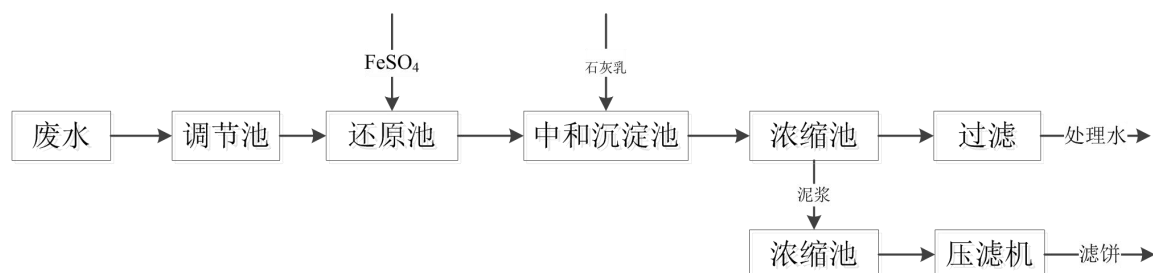 FeSO₄
石灰乳
废水
调节池
还原池
中和沉淀池
浓缩池
过滤
处理水
泥浆
浓缩池
压滤机
滤饼